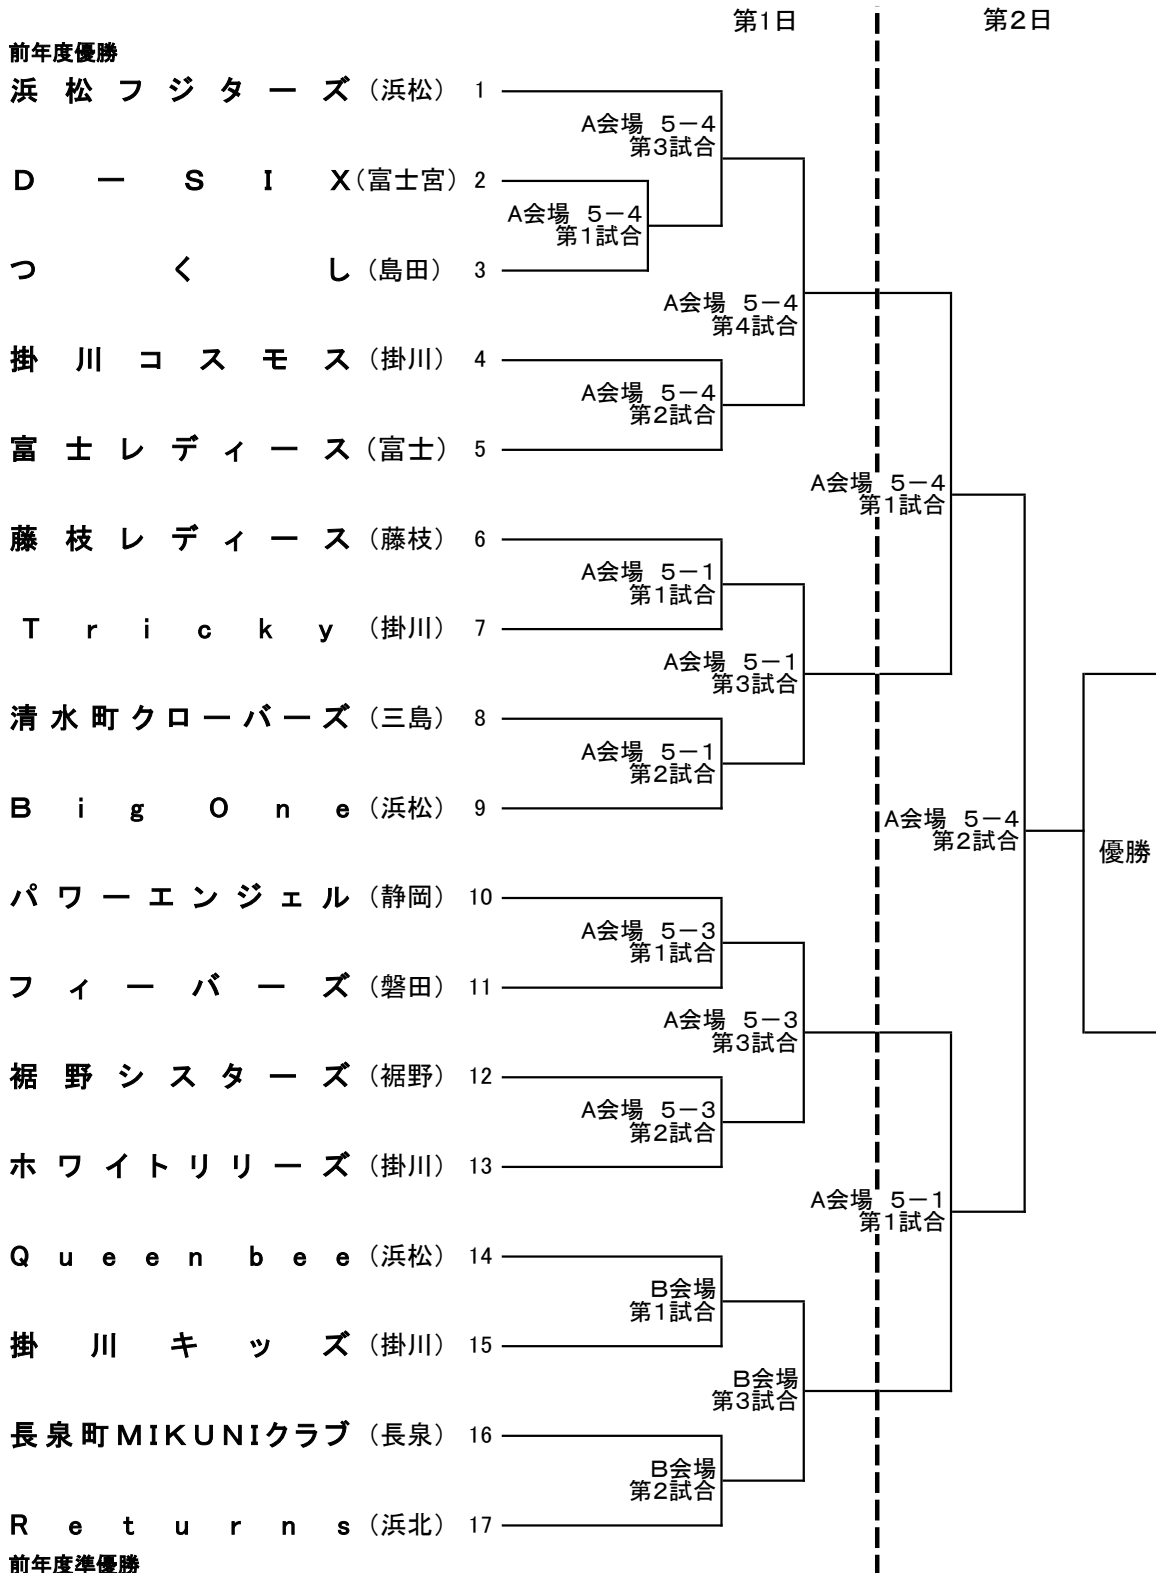 第1日 第2日
前年度優勝
浜松フジターズ（浜松） 1
A会場 5－4
第3試合
D－SIX（富士宮） 2
A会場 5－4
第1試合
つくし（島田） 3
A会場 5－4
第4試合
掛川コスモス（掛川） 4
A会場 5－4
第2試合
富士レディース（富士） 5
A会場 5－4
第1試合
藤枝レディース（藤枝） 6
A会場 5－1
第1試合
Tricky（掛川） 7
A会場 5－1
第3試合
清水町クローバーズ（三島） 8
A会場 5－1
第2試合
Big One（浜松） 9
A会場 5－4
第2試合
優勝
パワーエンジェル（静岡） 10
A会場 5－3
第1試合
フィーバーズ（磐田） 11
A会場 5－3
第3試合
裾野シスターズ（裾野） 12
A会場 5－3
第2試合
ホワイトリリーズ（掛川） 13
A会場 5－1
第1試合
Queen bee（浜松） 14
B会場
第1試合
掛川キッズ（掛川） 15
B会場
第3試合
長泉町MIKUNIクラブ（長泉） 16
B会場
第2試合
Returns（浜北） 17
前年度準優勝